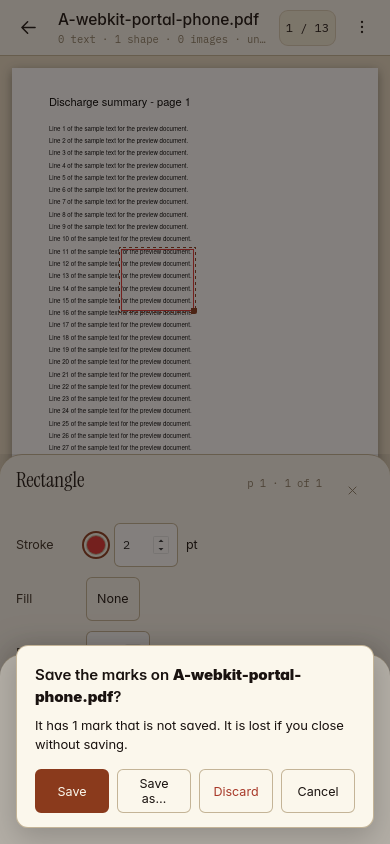 A-webkit-portal-phone.pdf
0 text · 1 shape · 0 images · un…
1 / 13
Discharge summary - page 1
Line 1 of the sample text for the preview document.
Line 2 of the sample text for the preview document.
Line 3 of the sample text for the preview document.
Line 4 of the sample text for the preview document.
Line 5 of the sample text for the preview document.
Line 6 of the sample text for the preview document.
Line 7 of the sample text for the preview document.
Line 8 of the sample text for the preview document.
Line 9 of the sample text for the preview document.
Line 10 of the sample text for the preview document.
Line 11 of the sample text for the preview document.
Line 12 of the sample text for the preview document.
Line 13 of the sample text for the preview document.
Line 14 of the sample text for the preview document.
Line 15 of the sample text for the preview document.
Line 16 of the sample text for the preview document.
Line 17 of the sample text for the preview document.
Line 18 of the sample text for the preview document.
Line 19 of the sample text for the preview document.
Line 20 of the sample text for the preview document.
Line 21 of the sample text for the preview document.
Line 22 of the sample text for the preview document.
Line 23 of the sample text for the preview document.
Line 24 of the sample text for the preview document.
Line 25 of the sample text for the preview document.
Line 26 of the sample text for the preview document.
Line 27 of the sample text for the preview document.
Rectangle
p 1 · 1 of 1
Stroke
2
pt
Fill
None
Save the marks on A-webkit-portal-
phone.pdf?
It has 1 mark that is not saved. It is lost if you close
without saving.
Save
Save
as…
Discard
Cancel